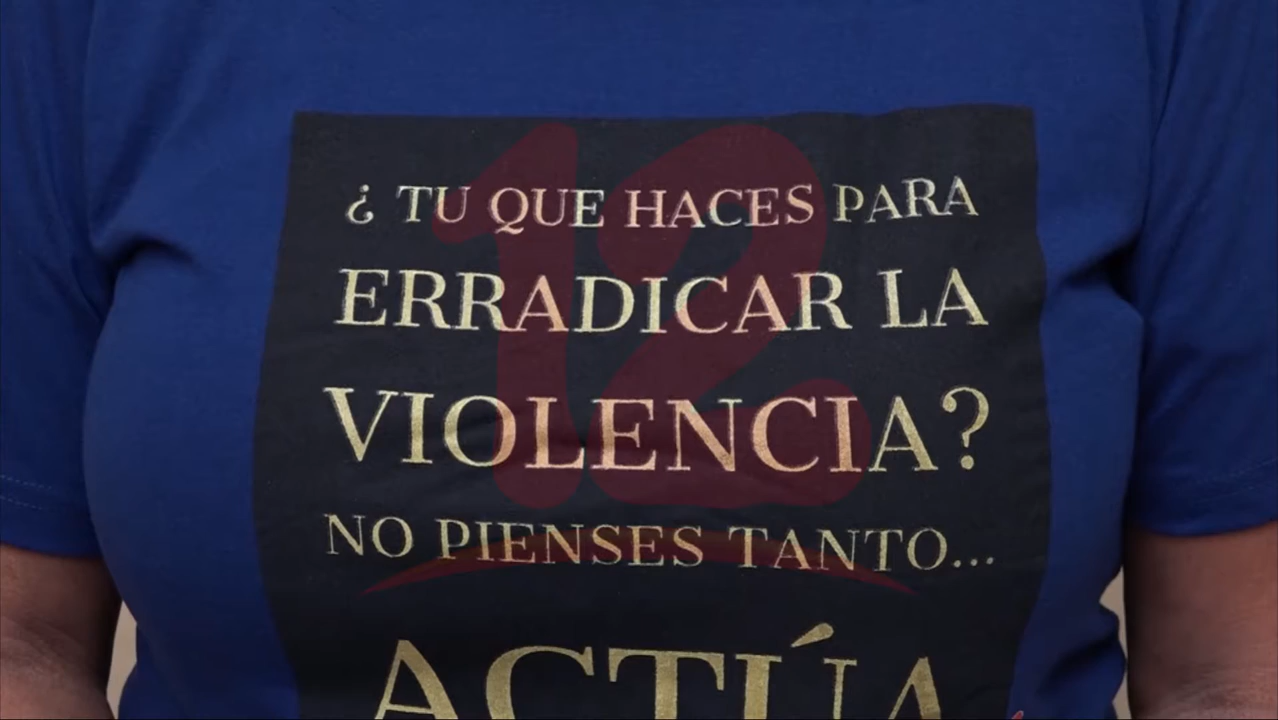 12
¿ TU QUE HACES PARA
ERRADICAR LA
VIOLENCIA?
NO PIENSES TANTO...
ACTÚA